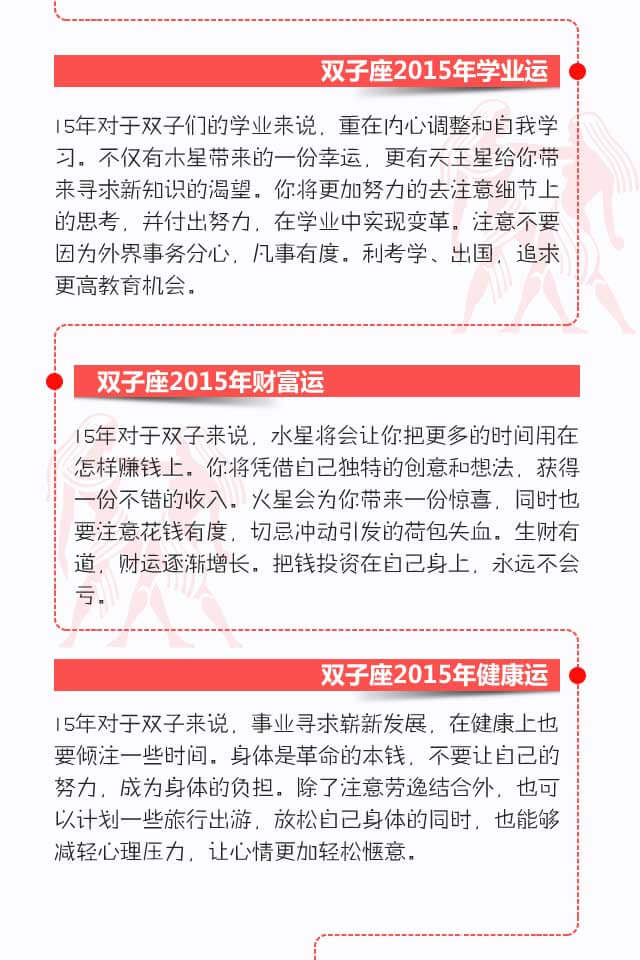 双子座2015年学业运
15年对于双子们的学业来说，重在内心调整和自我学
习。不仅有木星带来的一份幸运，更有天王星给你带
来寻求新知识的渴望。你将更加努力的去注意细节上
的思考，并付出努力，在学业中实现变革。注意不要
因为外界事务分心，凡事有度。利考学、出国，追求
更高教育机会。
双子座2015年财富运
15年对于双子来说，水星将会让你把更多的时间用在
怎样赚钱上。你将凭借自己独特的创意和想法，获得
一份不错的收入。火星会为你带来一份惊喜，同时也
要注意花钱有度，切忌冲动引发的荷包失血。生财有
道，财运逐渐增长。把钱投资在自己身上，永远不会
亏。
双子座2015年健康运
15年对于双子来说，事业寻求崭新发展，在健康上也
要倾注一些时间。身体是革命的本钱，不要让自己的
努力，成为身体的负担。除了注意劳逸结合外，也可
以计划一些旅行出游，放松自己身体的同时，也能够
减轻心理压力，让心情更加轻松惬意。